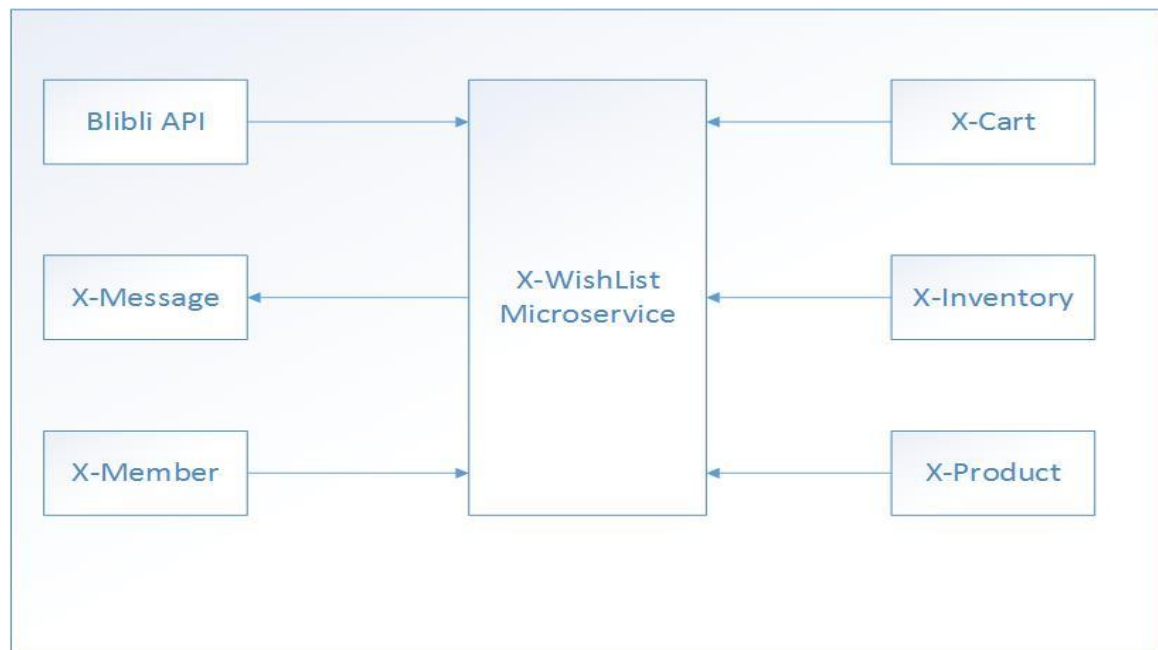 Blibli API
X-Cart
X-Message
X-WishList
Microservice
X-Inventory
X-Member
X-Product